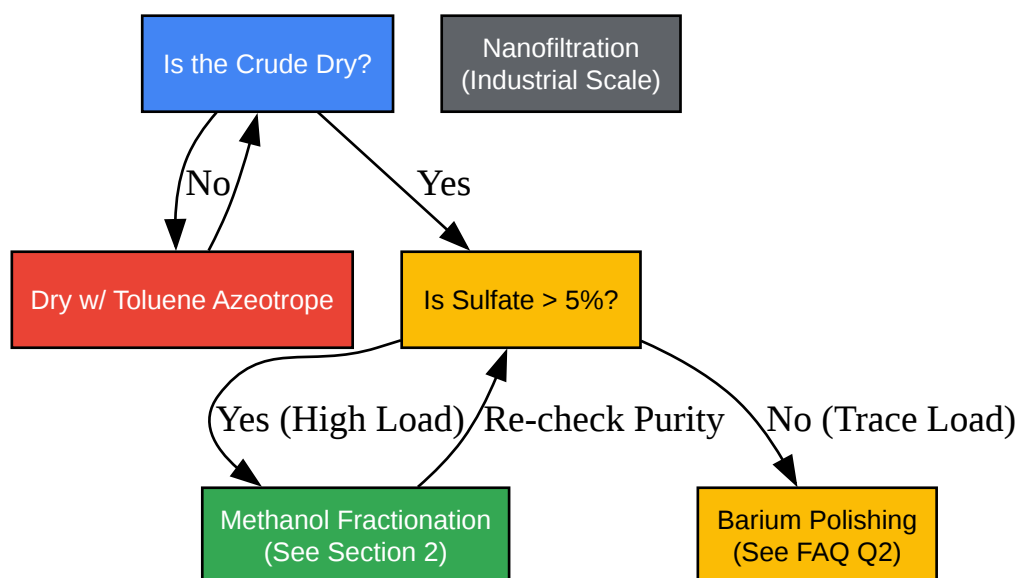 Is the Crude Dry?
Nanofiltration
(Industrial Scale)
No
Yes
Dry w/ Toluene Azeotrope
Is Sulfate > 5%?
Yes (High Load)
Re-check Purity
No (Trace Load)
Methanol Fractionation
(See Section 2)
Barium Polishing
(See FAQ Q2)